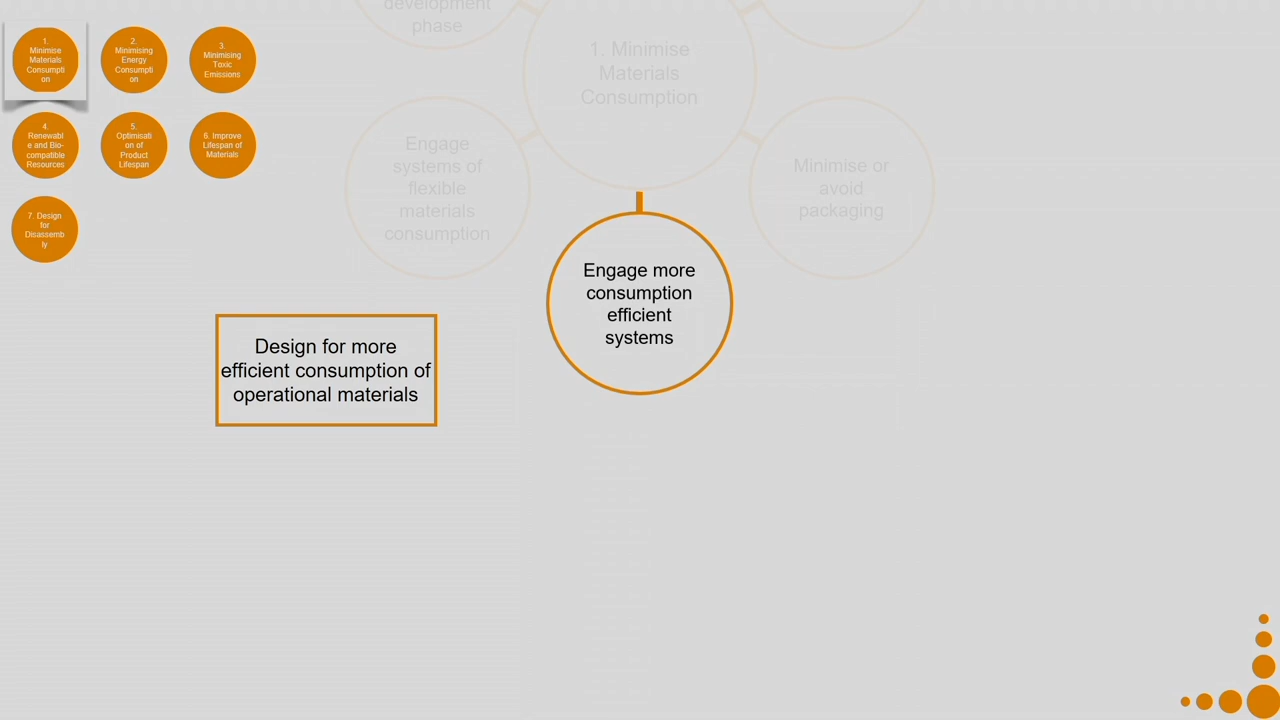 1.
Minimise
Materials
Consumpti
on
2.
Minimising
Energy
Consumpti
on
3.
Minimising
Toxic
Emissions
4.
Renewabl
e and Bio-
compatible
Resources
5.
Optimisati
on of
Product
Lifespan
6. Improve
Lifespan of
Materials
7. Design
for
Disassemb
ly
development
phase
1. Minimise
Materials
Consumption
Engage
systems of
flexible
materials
consumption
Minimise or
avoid
packaging
Engage more
consumption
efficient
systems
Design for more
efficient consumption of
operational materials